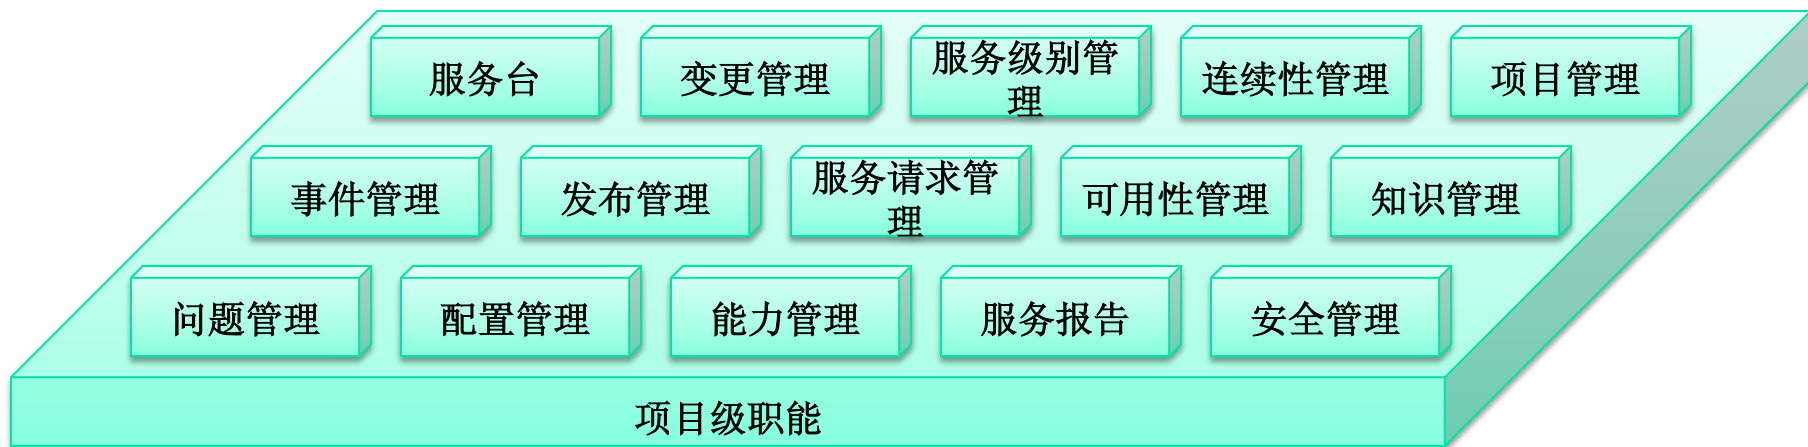 服务台
变更管理
服务级别管
理
连续性管理
项目管理
事件管理
发布管理
服务请求管
理
可用性管理
知识管理
问题管理
配置管理
能力管理
服务报告
安全管理
项目级职能